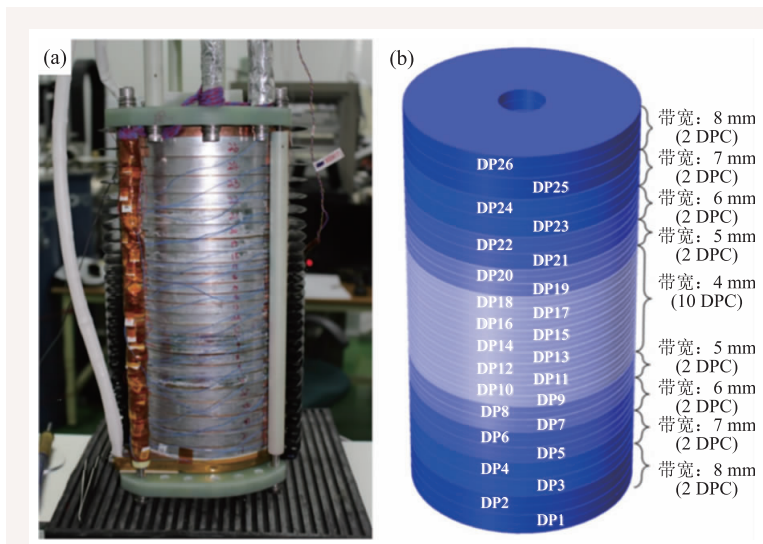 (a)
(b)
带宽：8 mm
(2 DPC)
带宽：7 mm
(2 DPC)
带宽：6 mm
(2 DPC)
带宽：5 mm
(2 DPC)
带宽：4 mm
(10 DPC)
带宽：5 mm
(2 DPC)
带宽：6 mm
(2 DPC)
带宽：7 mm
(2 DPC)
带宽：8 mm
(2 DPC)
DP26
DP25
DP24
DP23
DP22
DP21
DP20
DP19
DP18
DP17
DP16
DP15
DP14
DP13
DP12
DP11
DP10
DP9
DP8
DP7
DP6
DP5
DP4
DP3
DP2
DP1